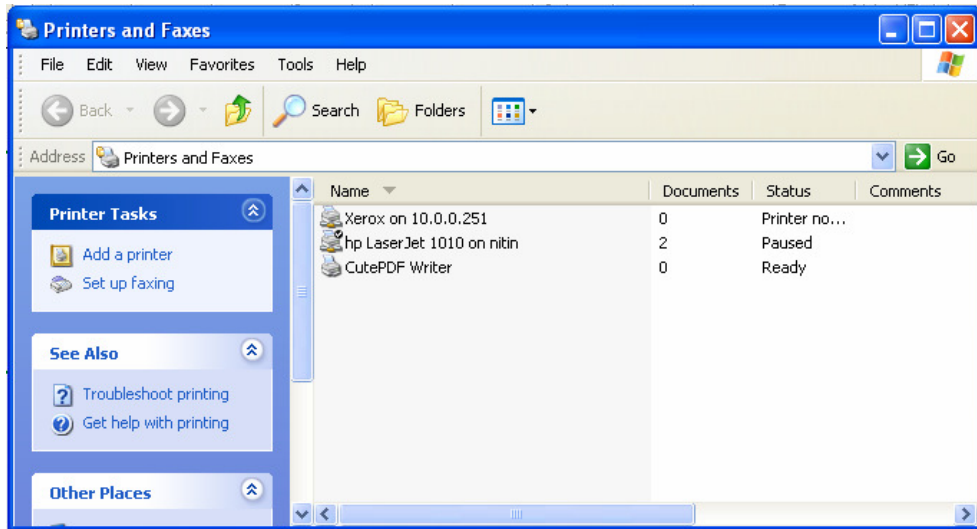 Printers and Faxes
File Edit View Favorites Tools Help
Back Search Folders
Address Printers and Faxes Go
Printer Tasks
Add a printer
Set up faxing
See Also
Troubleshoot printing
Get help with printing
Other Places
Name Documents Status Comments
Xerox on 10.0.0.251 0 Printer no...
hp LaserJet 1010 on nitin 2 Paused
CutePDF Writer 0 Ready